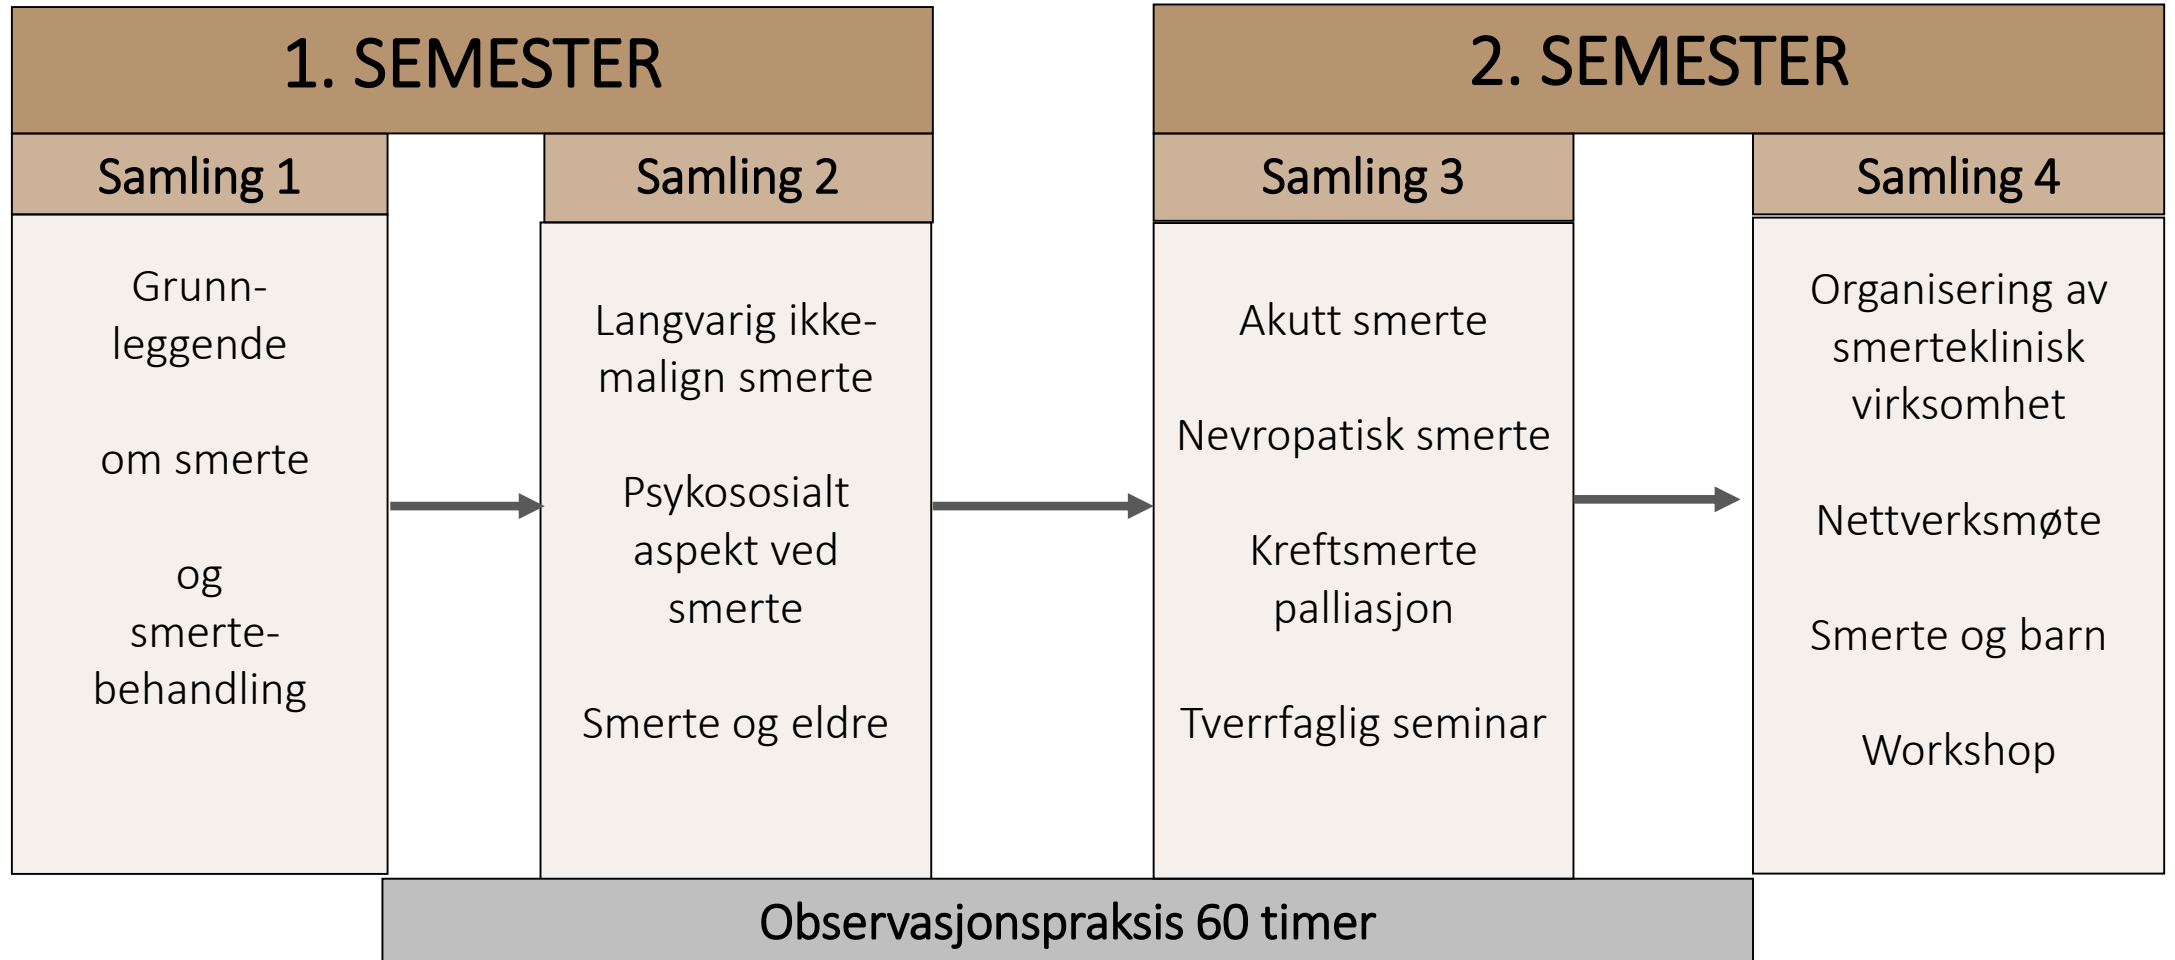 1. SEMESTER
Samling 1
Grunn-
leggende
om smerte
og
smerte-
behandling
Samling 2
Langvarig ikke-
malign smerte
Psykososialt
aspekt ved
smerte
Smerte og eldre
2. SEMESTER
Samling 3
Akutt smerte
Nevropatisk smerte
Kreftsmerte
palliasjon
Tverrfaglig seminar
Samling 4
Organisering av
smerteklinisk
virksomhet
Nettverksmøte
Smerte og barn
Workshop
Observasjonspraksis 60 timer